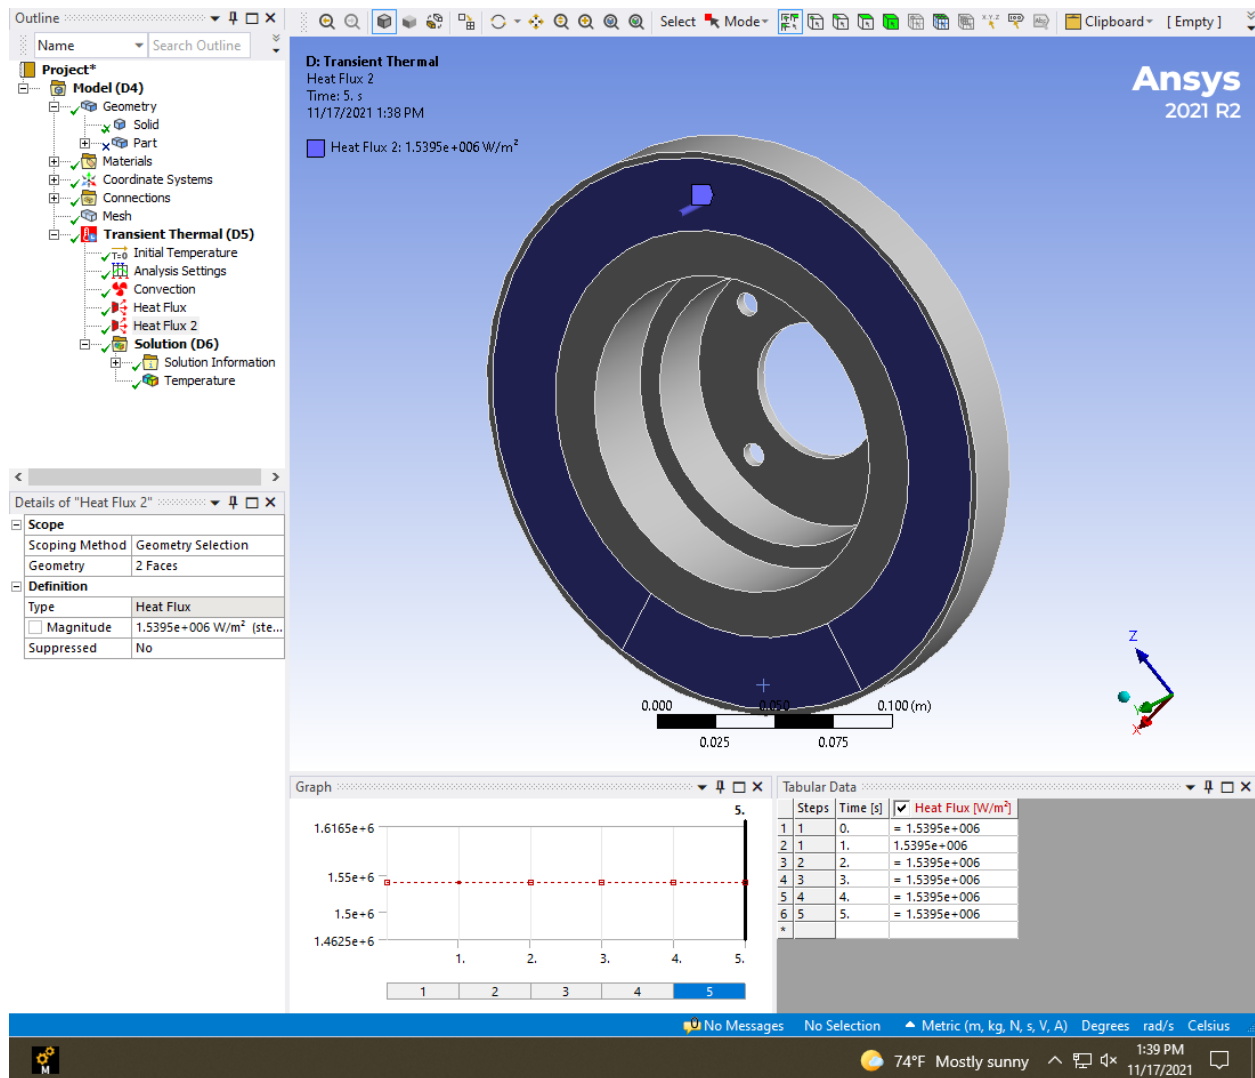 Outline
Select Mode Clipboard [ Empty ]
Name Search Outline
Project*
Model (D4)
Geometry
Solid
Part
Materials
Coordinate Systems
Connections
Mesh
Transient Thermal (D5)
T=0 Initial Temperature
Analysis Settings
Convection
Heat Flux
Heat Flux 2
Solution (D6)
Solution Information
Temperature
D: Transient Thermal
Heat Flux 2
Time: 5. s
11/17/2021 1:38 PM
Heat Flux 2: 1.5395e+006 W/m²
Ansys
2021 R2
Details of "Heat Flux 2"
Scope
Scoping Method Geometry Selection
Geometry 2 Faces
Definition
Type Heat Flux
Magnitude 1.5395e+006 W/m² (ste...
Suppressed No
Z
Y
X
0.000 0.050 0.100 (m)
0.025 0.075
Graph
5.
1.6165e+6
1.55e+6
1.5e+6
1.4625e+6
1. 2. 3. 4. 5.
1 2 3 4 5
Tabular Data
Steps Time [s] Heat Flux [W/m²]
1 1 0. = 1.5395e+006
2 1 1. 1.5395e+006
3 2 2. = 1.5395e+006
4 3 3. = 1.5395e+006
5 4 4. = 1.5395e+006
6 5 5. = 1.5395e+006
*
0 No Messages No Selection Metric (m, kg, N, s, V, A) Degrees rad/s Celsius
M
74°F Mostly sunny
1:39 PM
11/17/2021